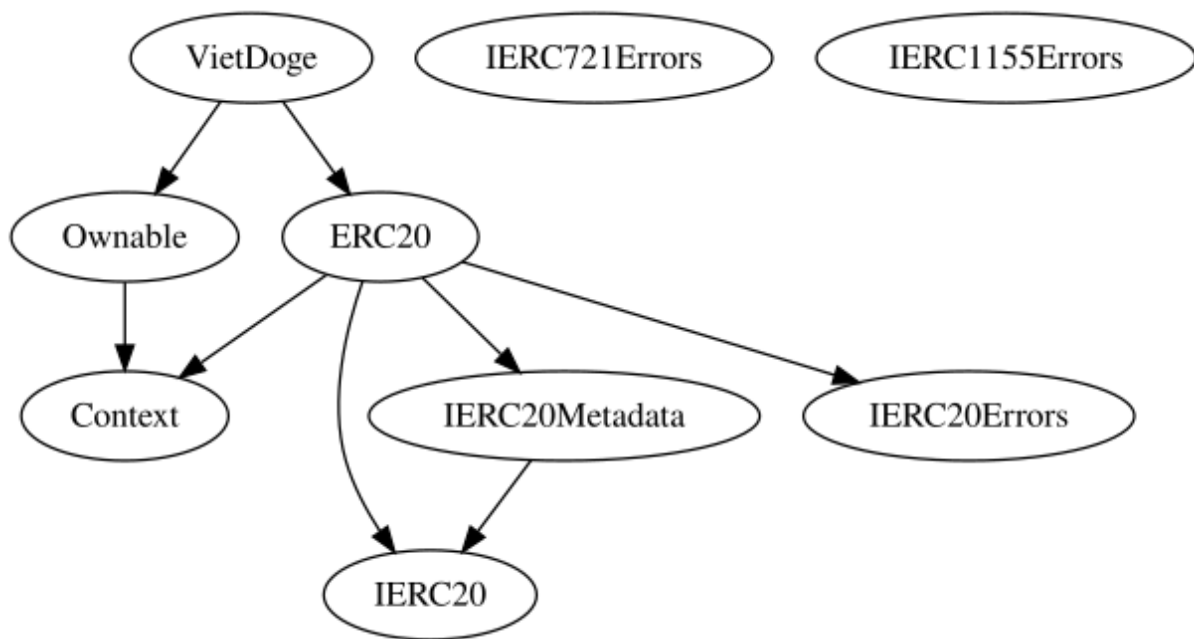 VietDoge
IERC721Errors
IERC1155Errors
Ownable
ERC20
Context
IERC20Metadata
IERC20Errors
IERC20